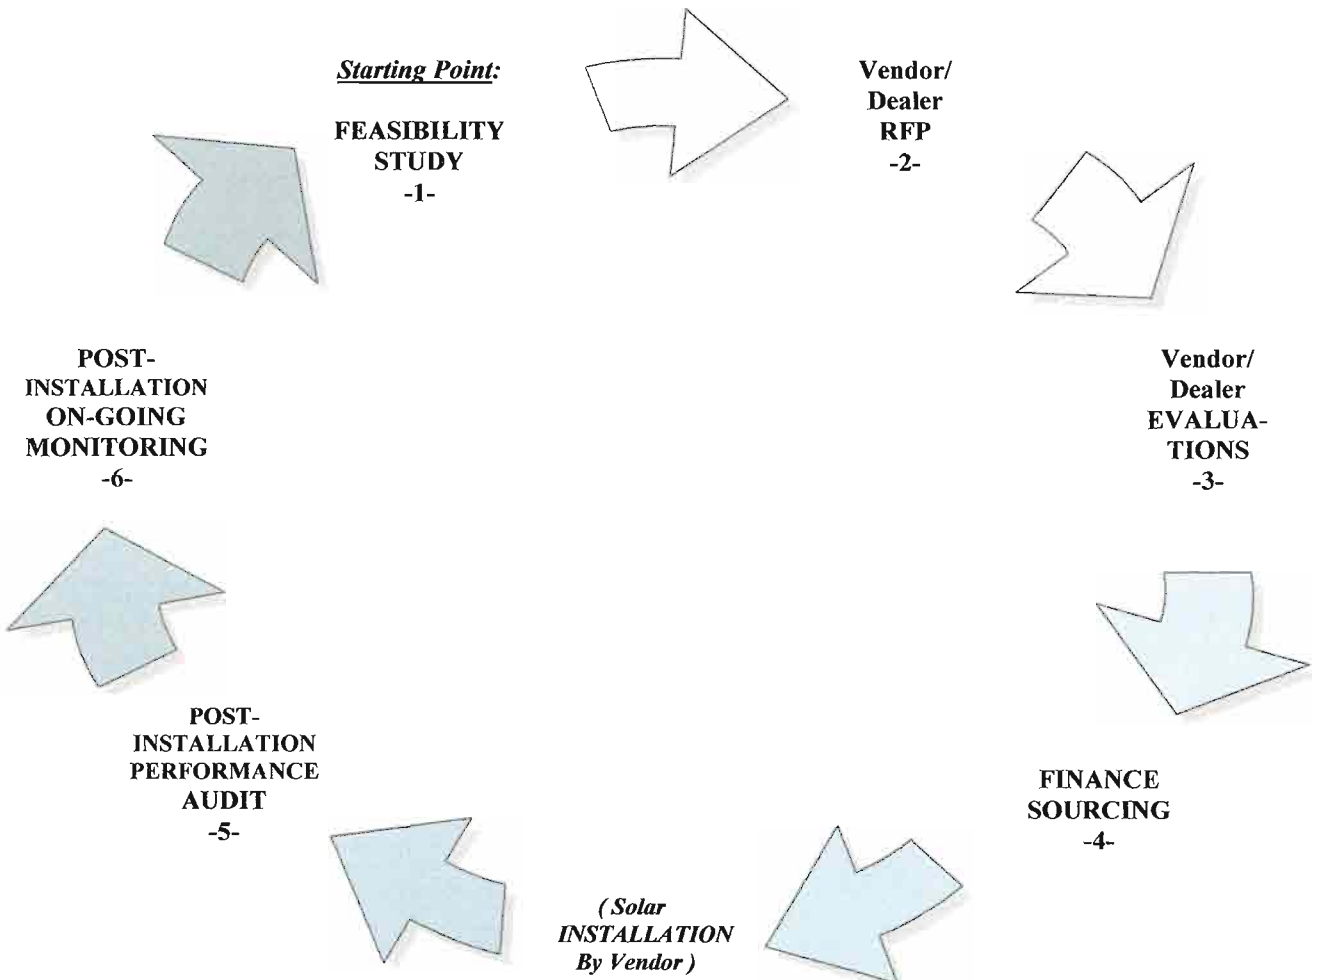 Starting Point:
FEASIBILITY
STUDY
-1-
Vendor/
Dealer
RFP
-2-
Vendor/
Dealer
EVALUA-
TIONS
-3-
FINANCE
SOURCING
-4-
( Solar
INSTALLATION
By Vendor )
POST-
INSTALLATION
PERFORMANCE
AUDIT
-5-
POST-
INSTALLATION
ON-GOING
MONITORING
-6-